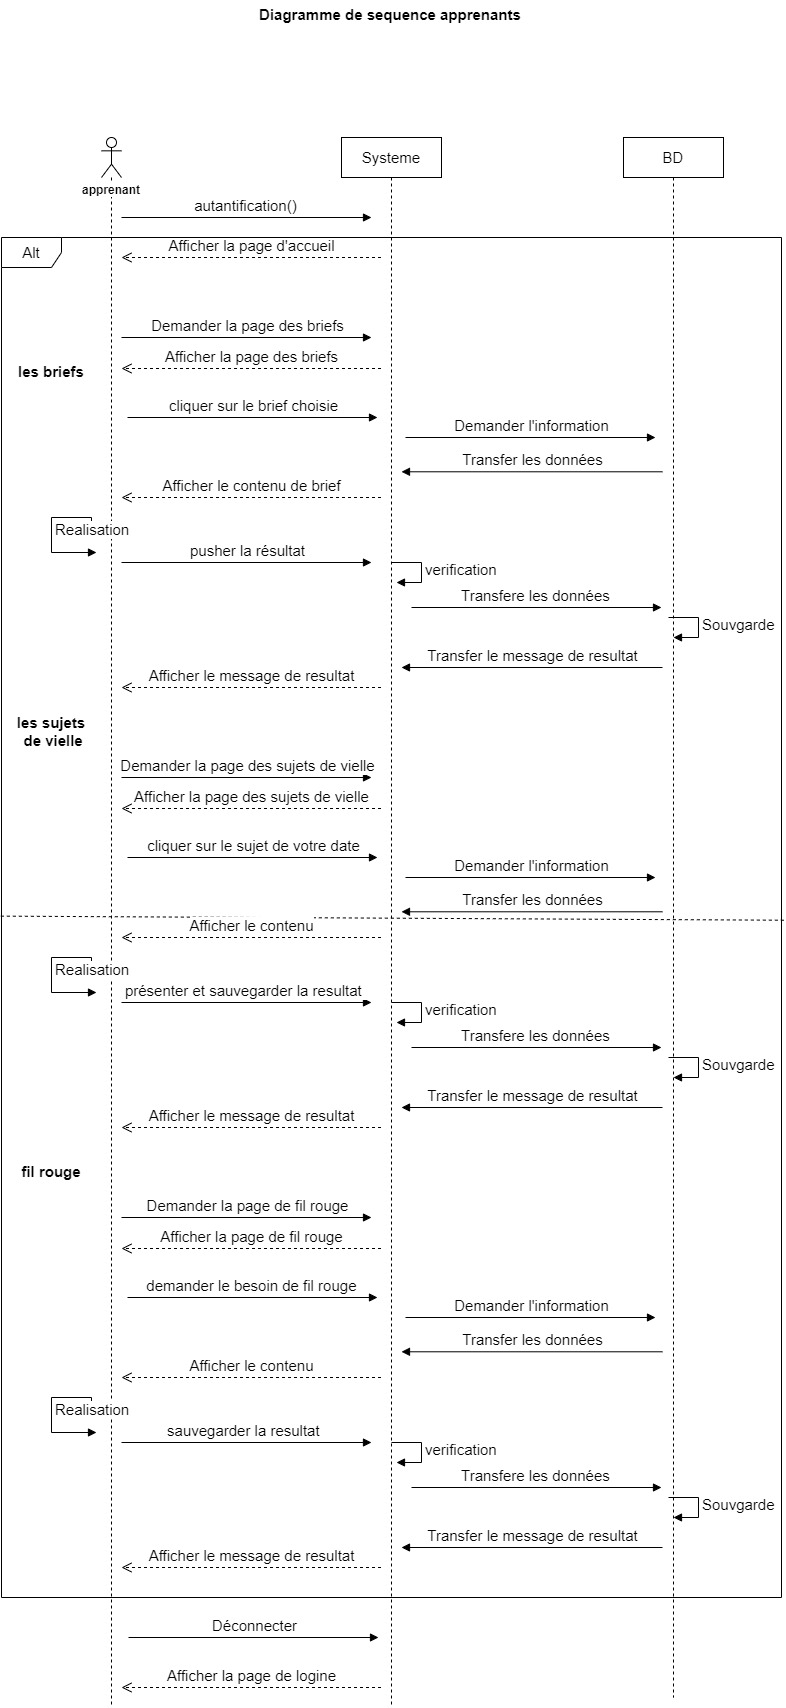 Diagramme de sequence apprenants
apprenant
Systeme
BD
autantification()
Alt
Afficher la page d'accueil
Demander la page des briefs
Afficher la page des briefs
les briefs
cliquer sur le brief choisie
Demander l'information
Transfer les données
Afficher le contenu de brief
Realisation
pusher la résultat
verification
Transfere les données
Souvgarde
Transfer le message de resultat
Afficher le message de resultat
les sujets
de vielle
Demander la page des sujets de vielle
Afficher la page des sujets de vielle
cliquer sur le sujet de votre date
Demander l'information
Transfer les données
Afficher le contenu
Realisation
présenter et sauvegarder la resultat
verification
Transfere les données
Souvgarde
Transfer le message de resultat
Afficher le message de resultat
fil rouge
Demander la page de fil rouge
Afficher la page de fil rouge
demander le besoin de fil rouge
Demander l'information
Transfer les données
Afficher le contenu
Realisation
sauvegarder la resultat
verification
Transfere les données
Souvgarde
Transfer le message de resultat
Afficher le message de resultat
Déconnecter
Afficher la page de logine